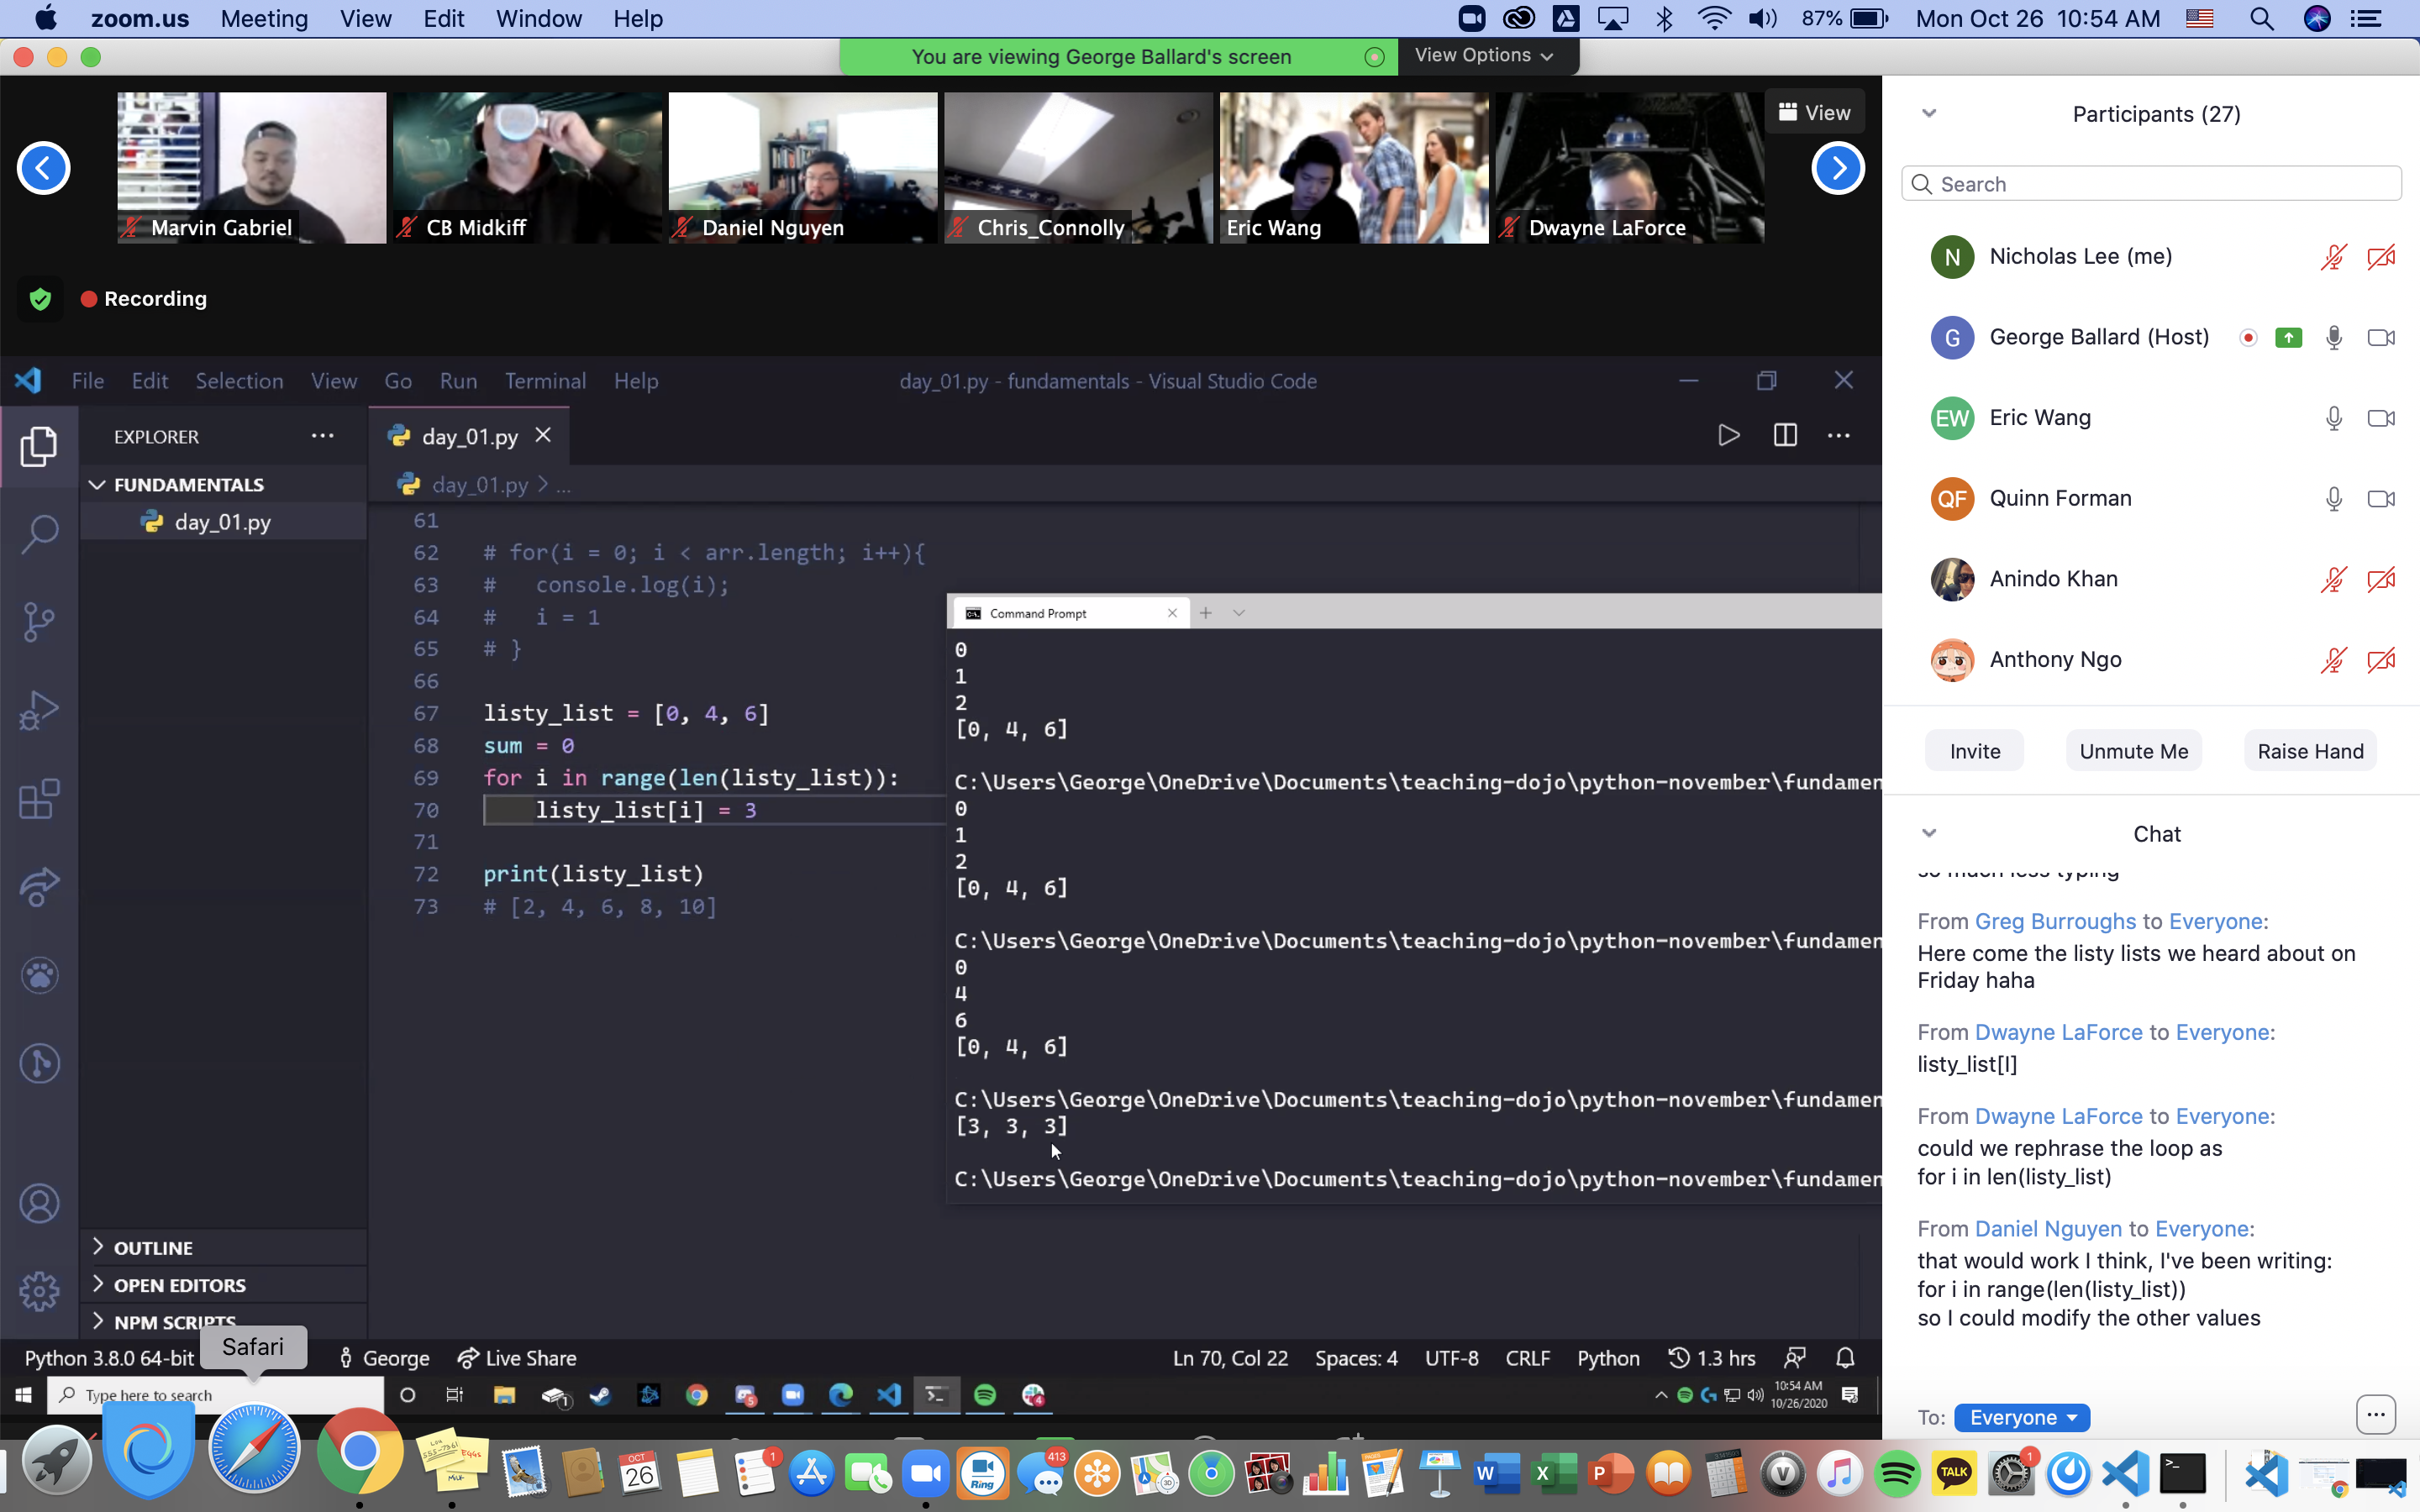 zoom.us Meeting View Edit Window Help
87% Mon Oct 26 10:54 AM
You are viewing George Ballard's screen View Options
Marvin Gabriel
CB Midkiff
Daniel Nguyen
Chris_Connolly
Eric Wang
Dwayne LaForce
View
Recording
File Edit Selection View Go Run Terminal Help
day_01.py - fundamentals - Visual Studio Code
EXPLORER
day_01.py
FUNDAMENTALS
day_01.py
day_01.py > ...
61
62 # for(i = 0; i < arr.length; i++){
63 #   console.log(i);
64 #   i = 1
65 # }
66
67 listy_list = [0, 4, 6]
68 sum = 0
69 for i in range(len(listy_list)):
70     listy_list[i] = 3
71
72 print(listy_list)
73 # [2, 4, 6, 8, 10]
Command Prompt
0
1
2
[0, 4, 6]
C:\Users\George\OneDrive\Documents\teaching-dojo\python-november\fundamen
0
1
2
[0, 4, 6]
C:\Users\George\OneDrive\Documents\teaching-dojo\python-november\fundamen
0
4
6
[0, 4, 6]
C:\Users\George\OneDrive\Documents\teaching-dojo\python-november\fundamen
[3, 3, 3]
C:\Users\George\OneDrive\Documents\teaching-dojo\python-november\fundamen
OUTLINE
OPEN EDITORS
NPM SCRIPTS
Safari
Python 3.8.0 64-bit George Live Share
Ln 70, Col 22 Spaces: 4 UTF-8 CRLF Python 1.3 hrs
Type here to search
10:54 AM
10/26/2020
Participants (27)
Search
N Nicholas Lee (me)
G George Ballard (Host)
EW Eric Wang
QF Quinn Forman
Anindo Khan
Anthony Ngo
Invite Unmute Me Raise Hand
Chat
so much less typing
From Greg Burroughs to Everyone:
Here come the listy lists we heard about on
Friday haha
From Dwayne LaForce to Everyone:
listy_list[I]
From Dwayne LaForce to Everyone:
could we rephrase the loop as
for i in len(listy_list)
From Daniel Nguyen to Everyone:
that would work I think, I've been writing:
for i in range(len(listy_list))
so I could modify the other values
To: Everyone
OCT
26
1
Ring
413
W
X
P
V
TALK
1